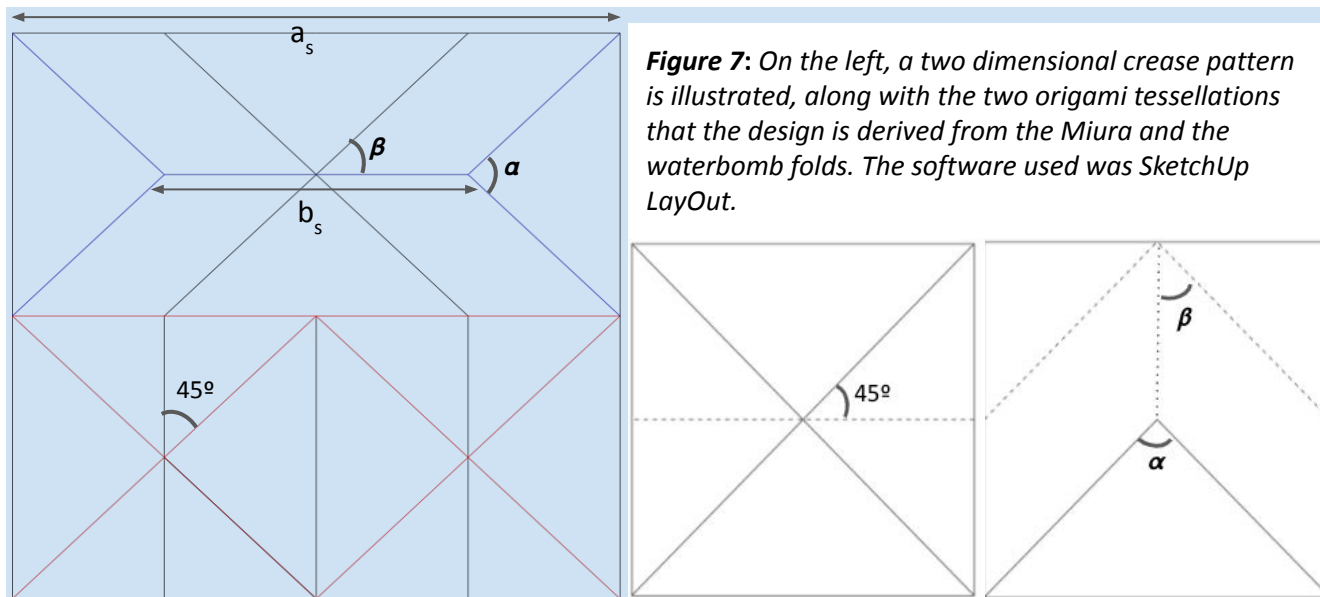 a_s
Figure 7: On the left, a two dimensional crease pattern
is illustrated, along with the two origami tessellations
that the design is derived from the Miura and the
waterbomb folds. The software used was SketchUp
LayOut.
β
α
b_s
45º
45º
β
α